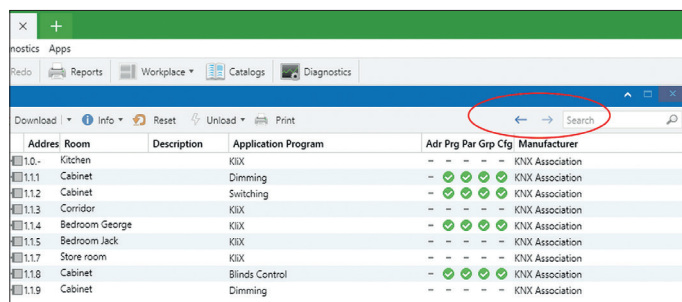 nostics Apps
Redo Reports Workplace Catalogs Diagnostics
Download Info Reset Unload Print Search
Addres Room Description Application Program Adr Prg Par Grp Cfg Manufacturer
1.0.- Kitchen KliX - - - - - KNX Association
1.1.1 Cabinet Dimming - KNX Association
1.1.2 Cabinet Switching - KNX Association
1.1.3 Corridor KliX - - - - - KNX Association
1.1.4 Bedroom George KliX - KNX Association
1.1.5 Bedroom Jack KliX - - - - - KNX Association
1.1.7 Store room KliX - - - - - KNX Association
1.1.8 Cabinet Blinds Control - KNX Association
1.1.9 Cabinet Dimming - - - - - KNX Association